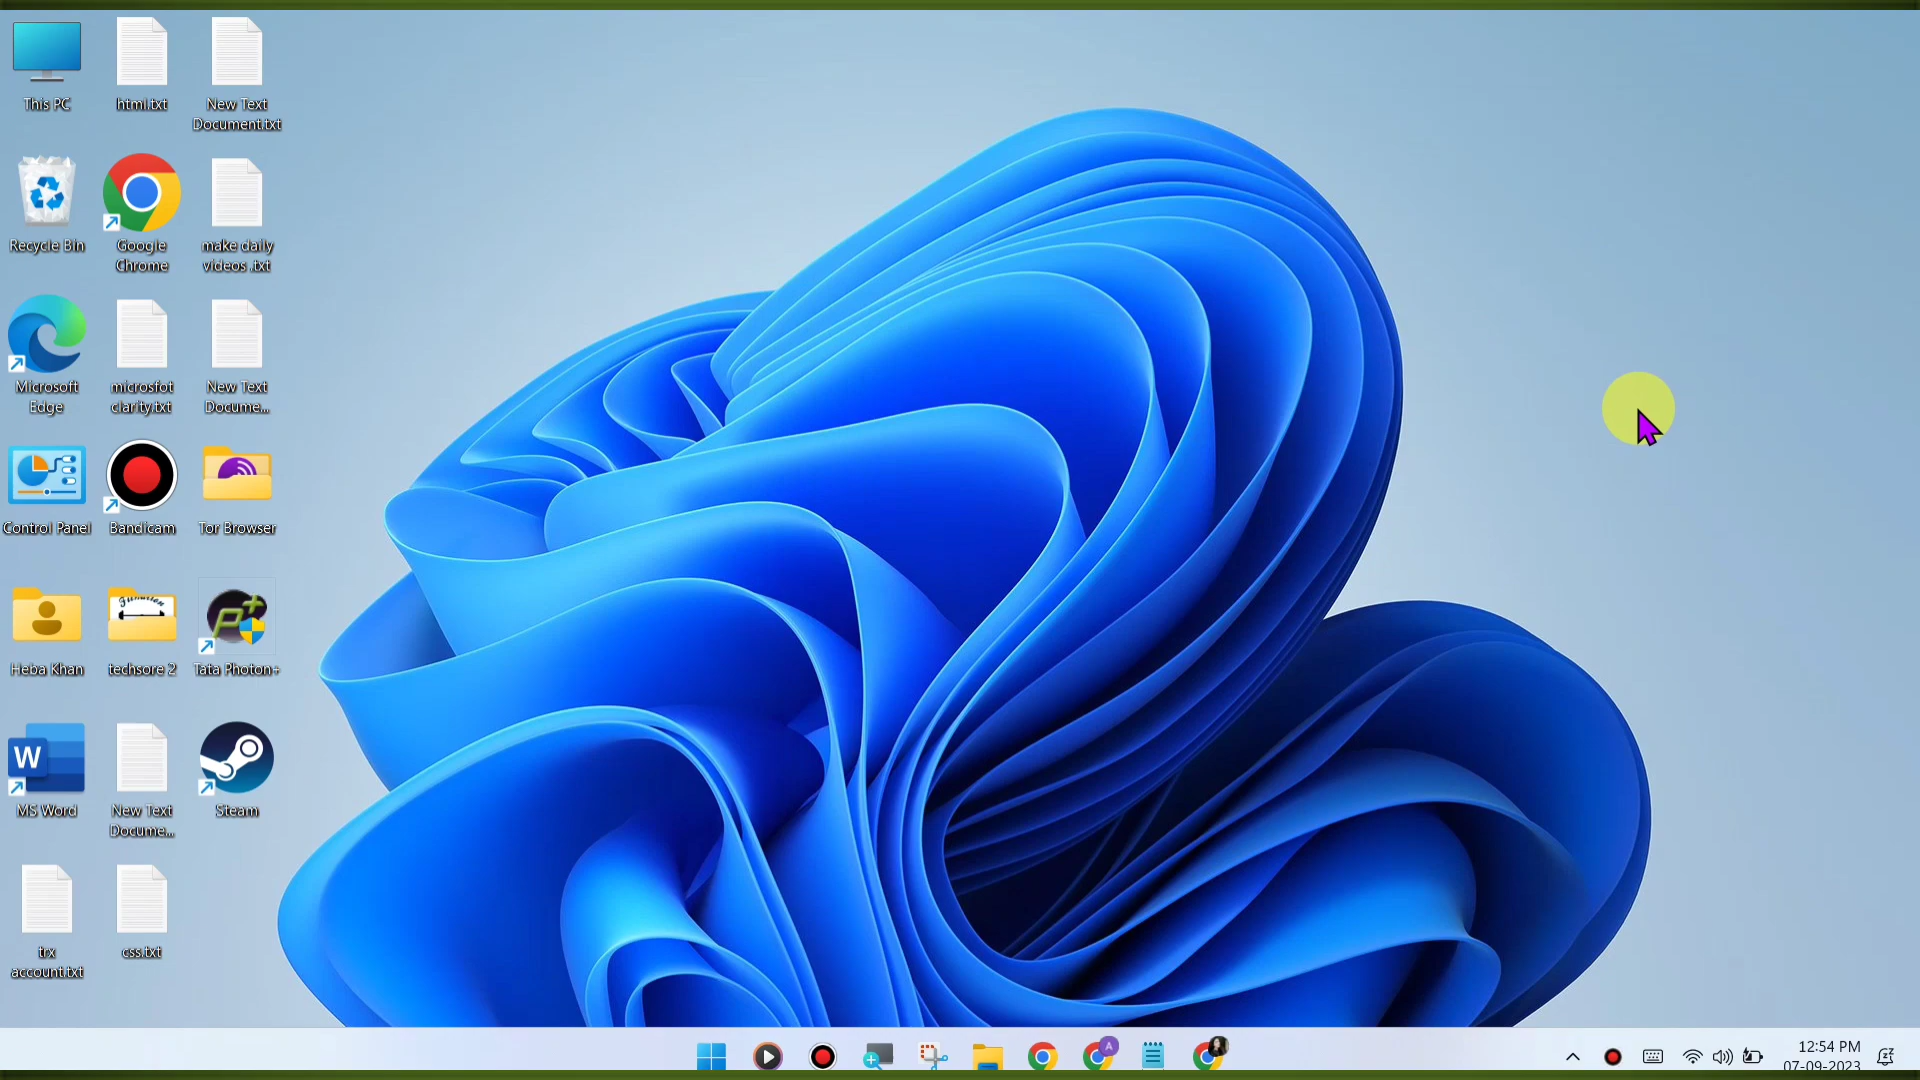 This PC
html.txt
New Text
Document.txt
Recycle Bin
Google
Chrome
make daily
videos .txt
Microsoft
Edge
microsfot
clarity.txt
New Text
Docume...
Control Panel
Bandicam
Tor Browser
Heba Khan
techsore 2
Tata Photon+
W
MS Word
New Text
Docume...
Steam
trx
account.txt
css.txt
A
12:54 PM
07-09-2023